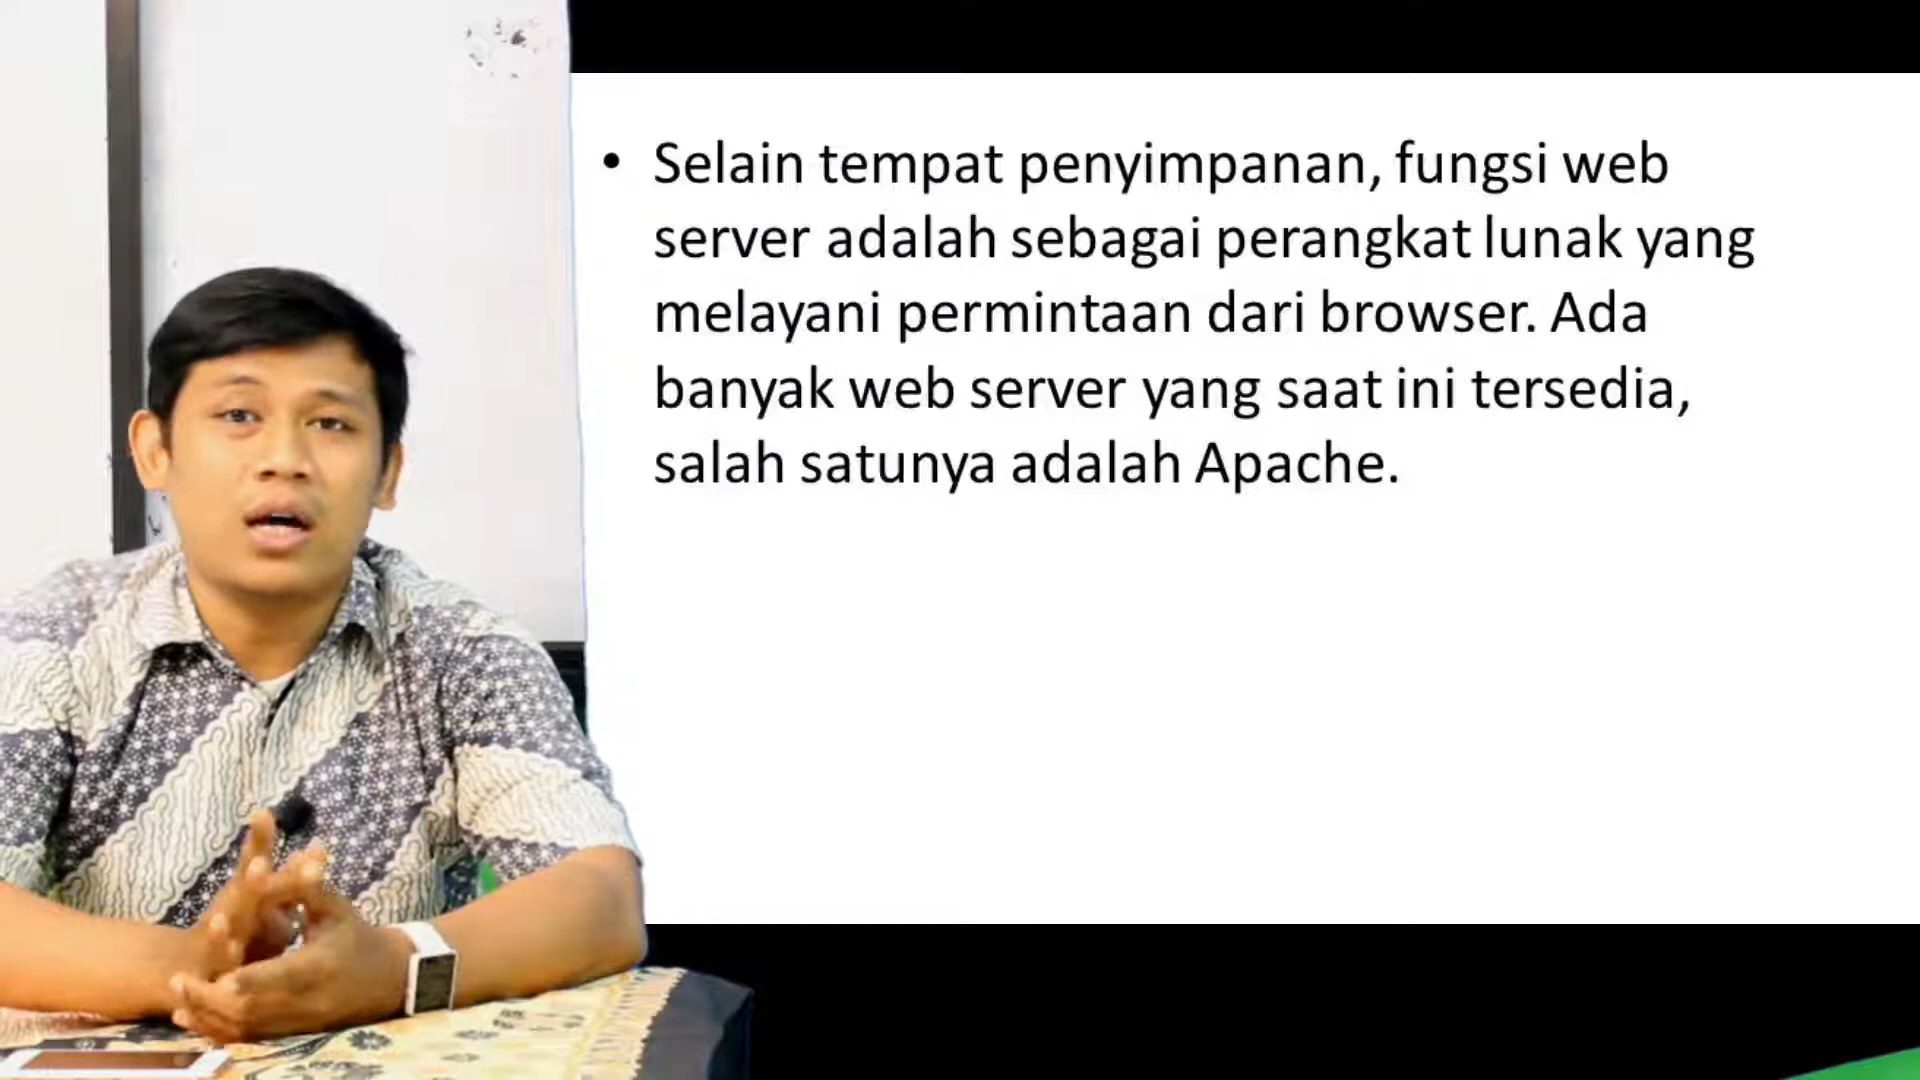 • Selain tempat penyimpanan, fungsi web
server adalah sebagai perangkat lunak yang
melayani permintaan dari browser. Ada
banyak web server yang saat ini tersedia,
salah satunya adalah Apache.